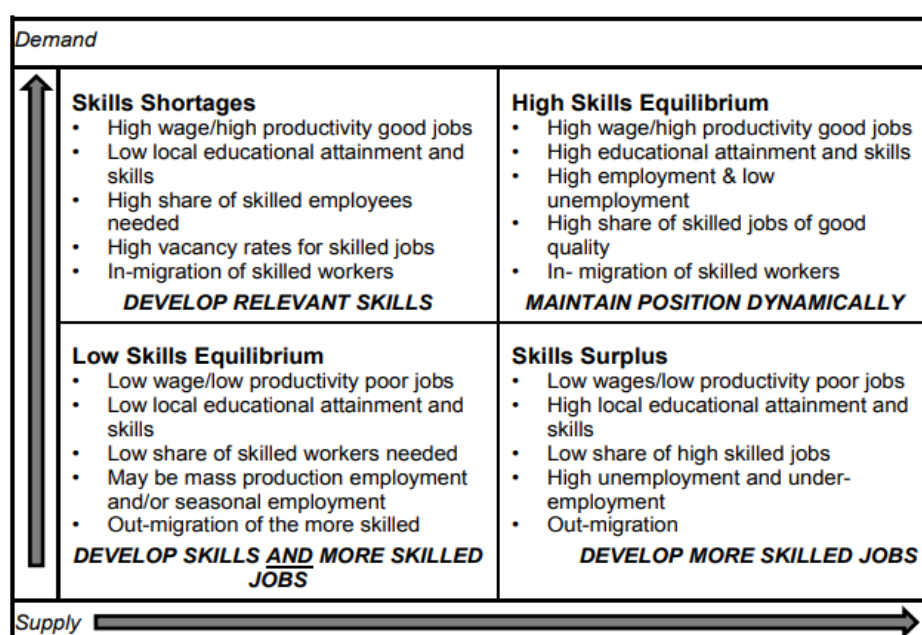 Demand
Skills Shortages
• High wage/high productivity good jobs
• Low local educational attainment and
skills
• High share of skilled employees
needed
• High vacancy rates for skilled jobs
• In-migration of skilled workers
DEVELOP RELEVANT SKILLS
High Skills Equilibrium
• High wage/high productivity good jobs
• High educational attainment and skills
• High employment & low
unemployment
• High share of skilled jobs of good
quality
• In- migration of skilled workers
MAINTAIN POSITION DYNAMICALLY
Low Skills Equilibrium
• Low wage/low productivity poor jobs
• Low local educational attainment and
skills
• Low share of skilled workers needed
• May be mass production employment
and/or seasonal employment
• Out-migration of the more skilled
DEVELOP SKILLS AND MORE SKILLED
JOBS
Skills Surplus
• Low wages/low productivity poor jobs
• High local educational attainment and
skills
• Low share of high skilled jobs
• High unemployment and under-
employment
• Out-migration
DEVELOP MORE SKILLED JOBS
Supply